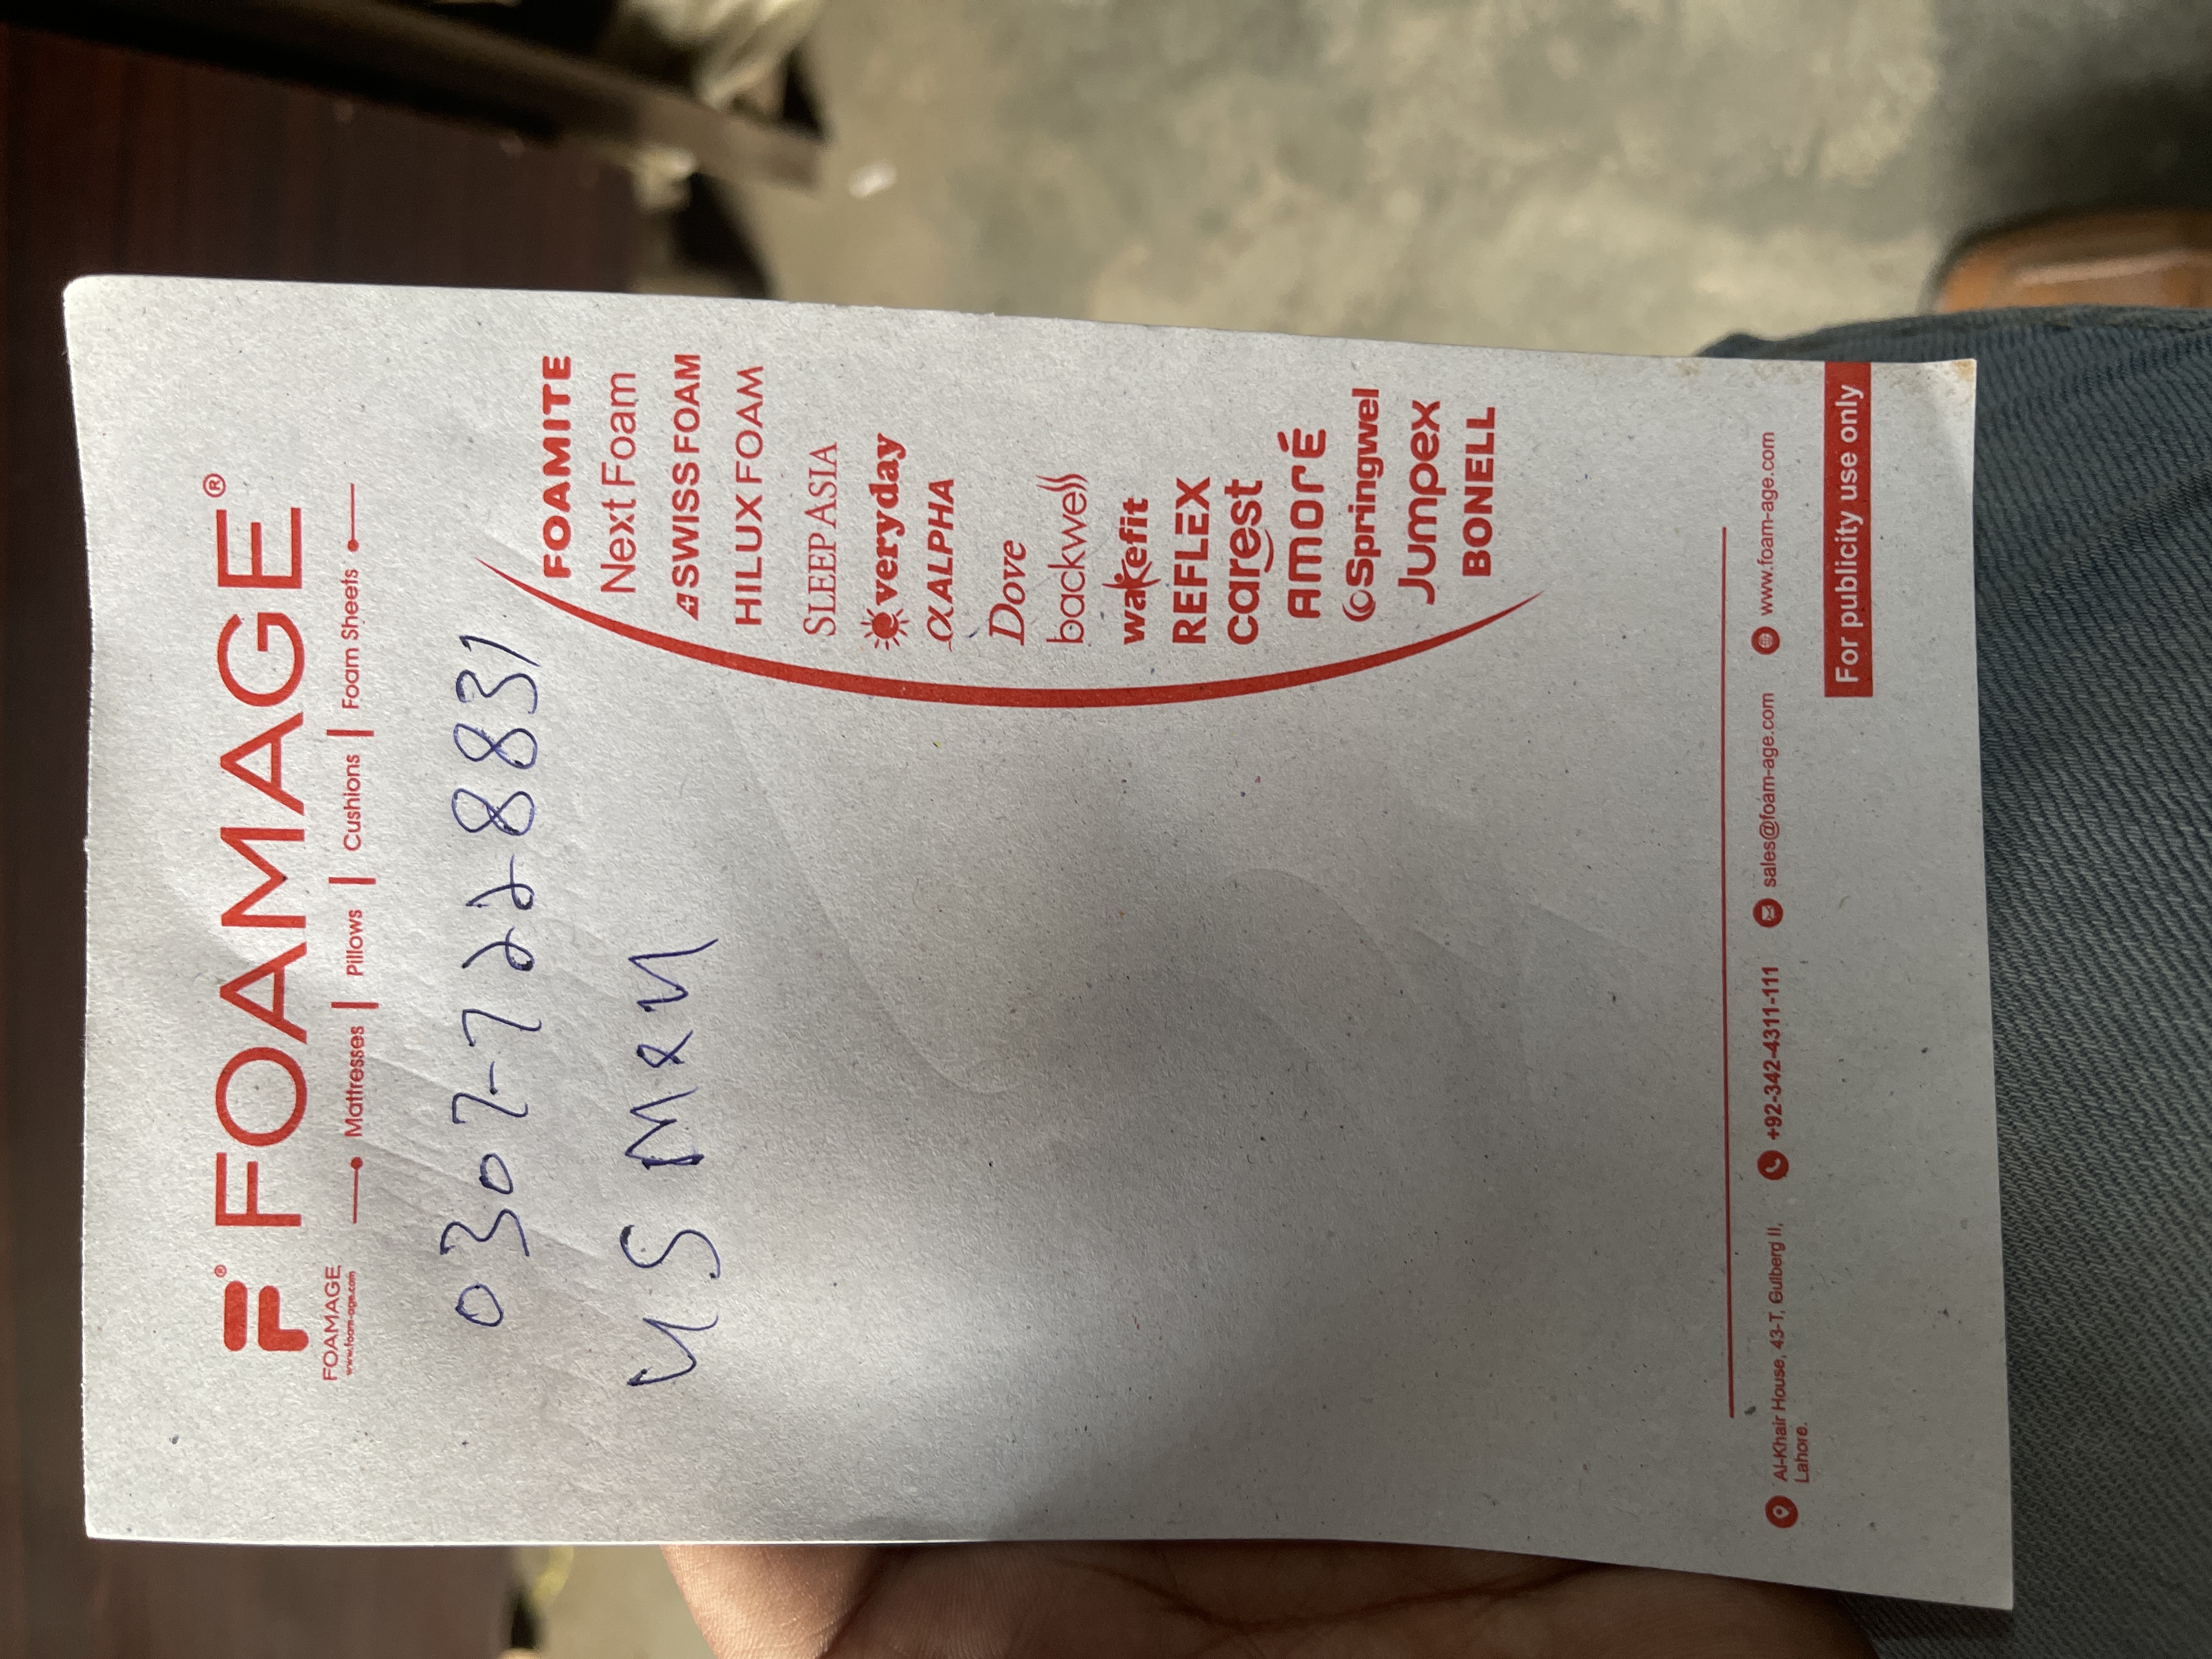 FOAMAGE®
Mattresses | Pillows | Cushions | Foam Sheets
F®
FOAMAGE
www.foam-age.com
0307-7228831
USMAN
FOAMITE
Next Foam
SWISS FOAM
HILUX FOAM
SLEEP ASIA
everyday
αALPHA
Dove
backwell
wakefit
REFLEX
carest
AMORÉ
Springwel
JUMPEX
BONELL
Al-Khair House, 43-T, Gulberg II,
Lahore.
+92-342-4311-111
sales@foam-age.com
www.foam-age.com
For publicity use only